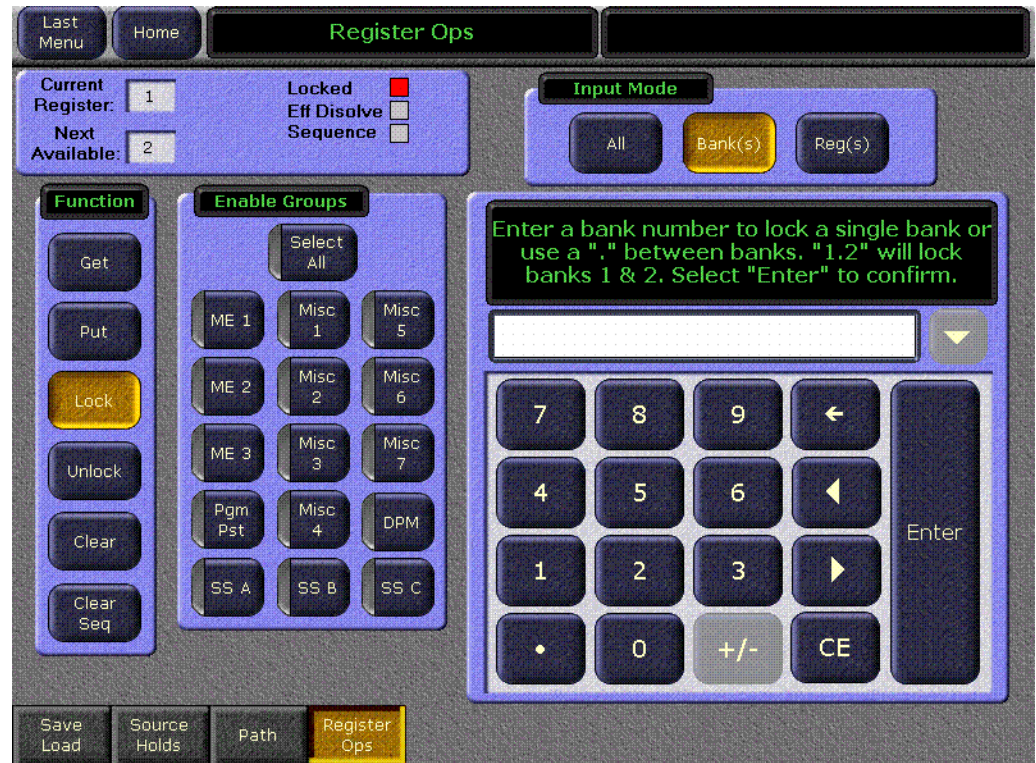 Last
Menu
Home
Register Ops
Current
Register:
1
Next
Available:
2
Locked
Eff Disolve
Sequence
Input Mode
All
Bank(s)
Reg(s)
Function
Get
Put
Lock
Unlock
Clear
Clear
Seq
Enable Groups
Select
All
ME 1
Misc
1
Misc
5
ME 2
Misc
2
Misc
6
ME 3
Misc
3
Misc
7
Pgm
Pst
Misc
4
DPM
SS A
SS B
SS C
Enter a bank number to lock a single bank or
use a "." between banks. "1.2" will lock
banks 1 & 2. Select "Enter" to confirm.
7
8
9
4
5
6
1
2
3
•
0
+/-
CE
Enter
Save
Load
Source
Holds
Path
Register
Ops